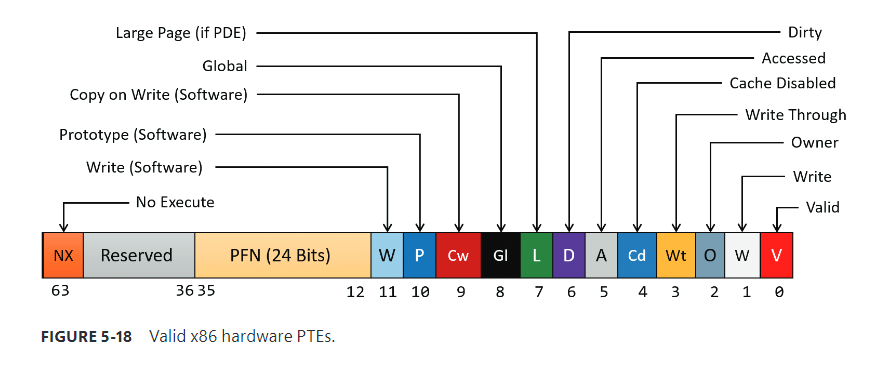 Large Page (if PDE)
Dirty
Global
Accessed
Copy on Write (Software)
Cache Disabled
Prototype (Software)
Write Through
Write (Software)
Owner
No Execute
Write
Valid
NX Reserved PFN (24 Bits) W P Cw Gl L D A Cd Wt O W V
63 36 35 12 11 10 9 8 7 6 5 4 3 2 1 0
FIGURE 5-18 Valid x86 hardware PTEs.